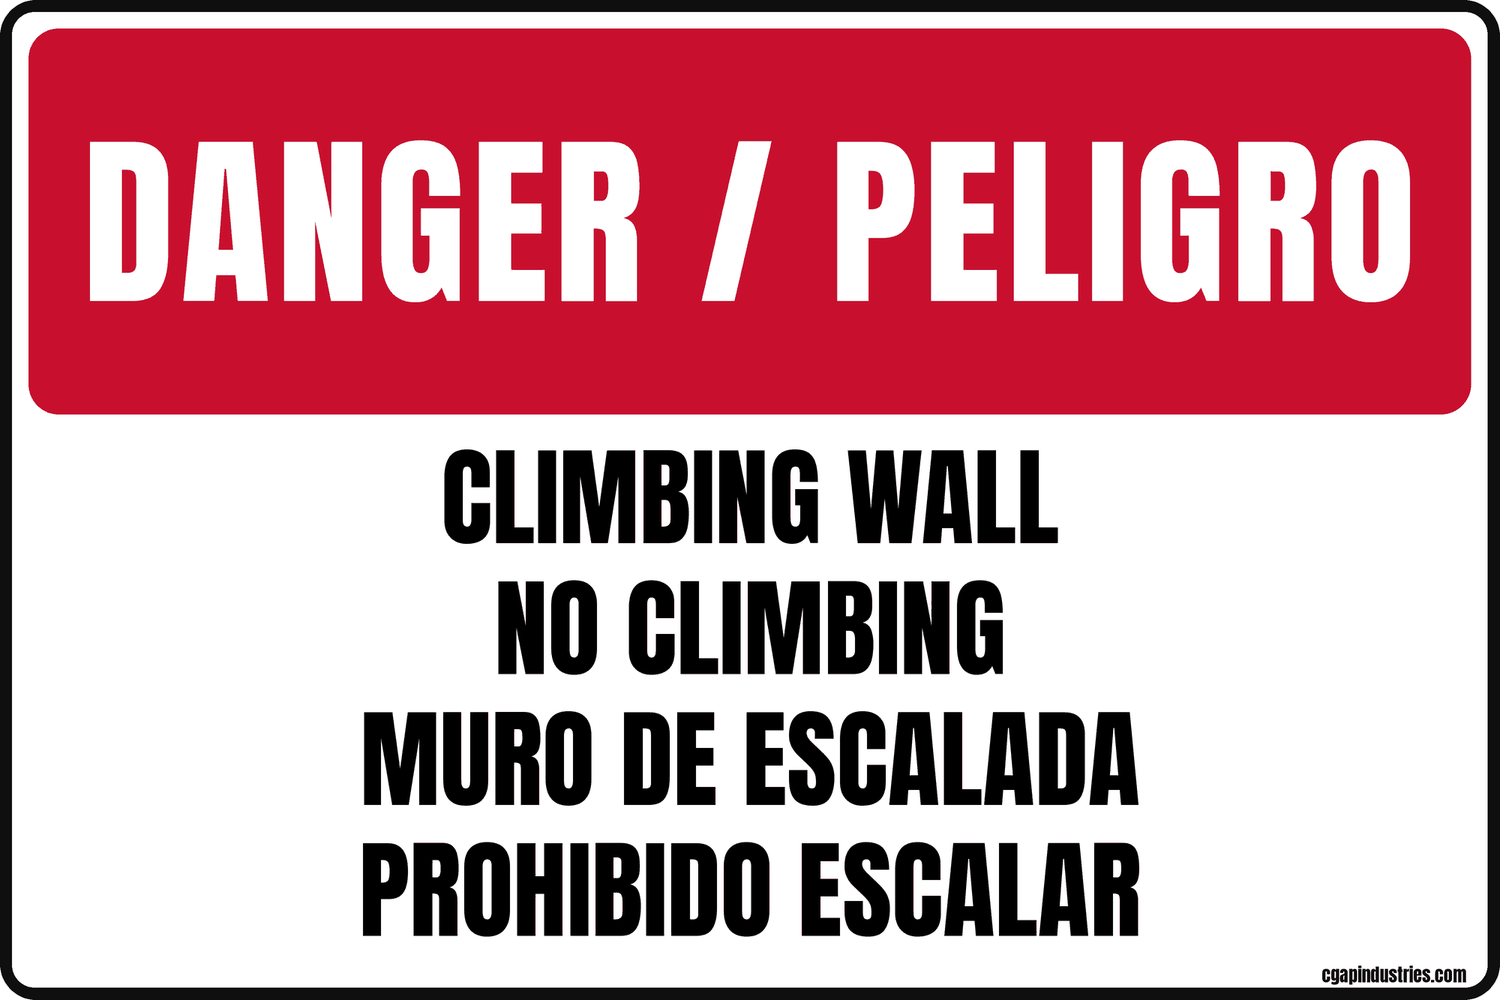 DANGER / PELIGRO
CLIMBING WALL
NO CLIMBING
MURO DE ESCALADA
PROHIBIDO ESCALAR
cgapindustries.com